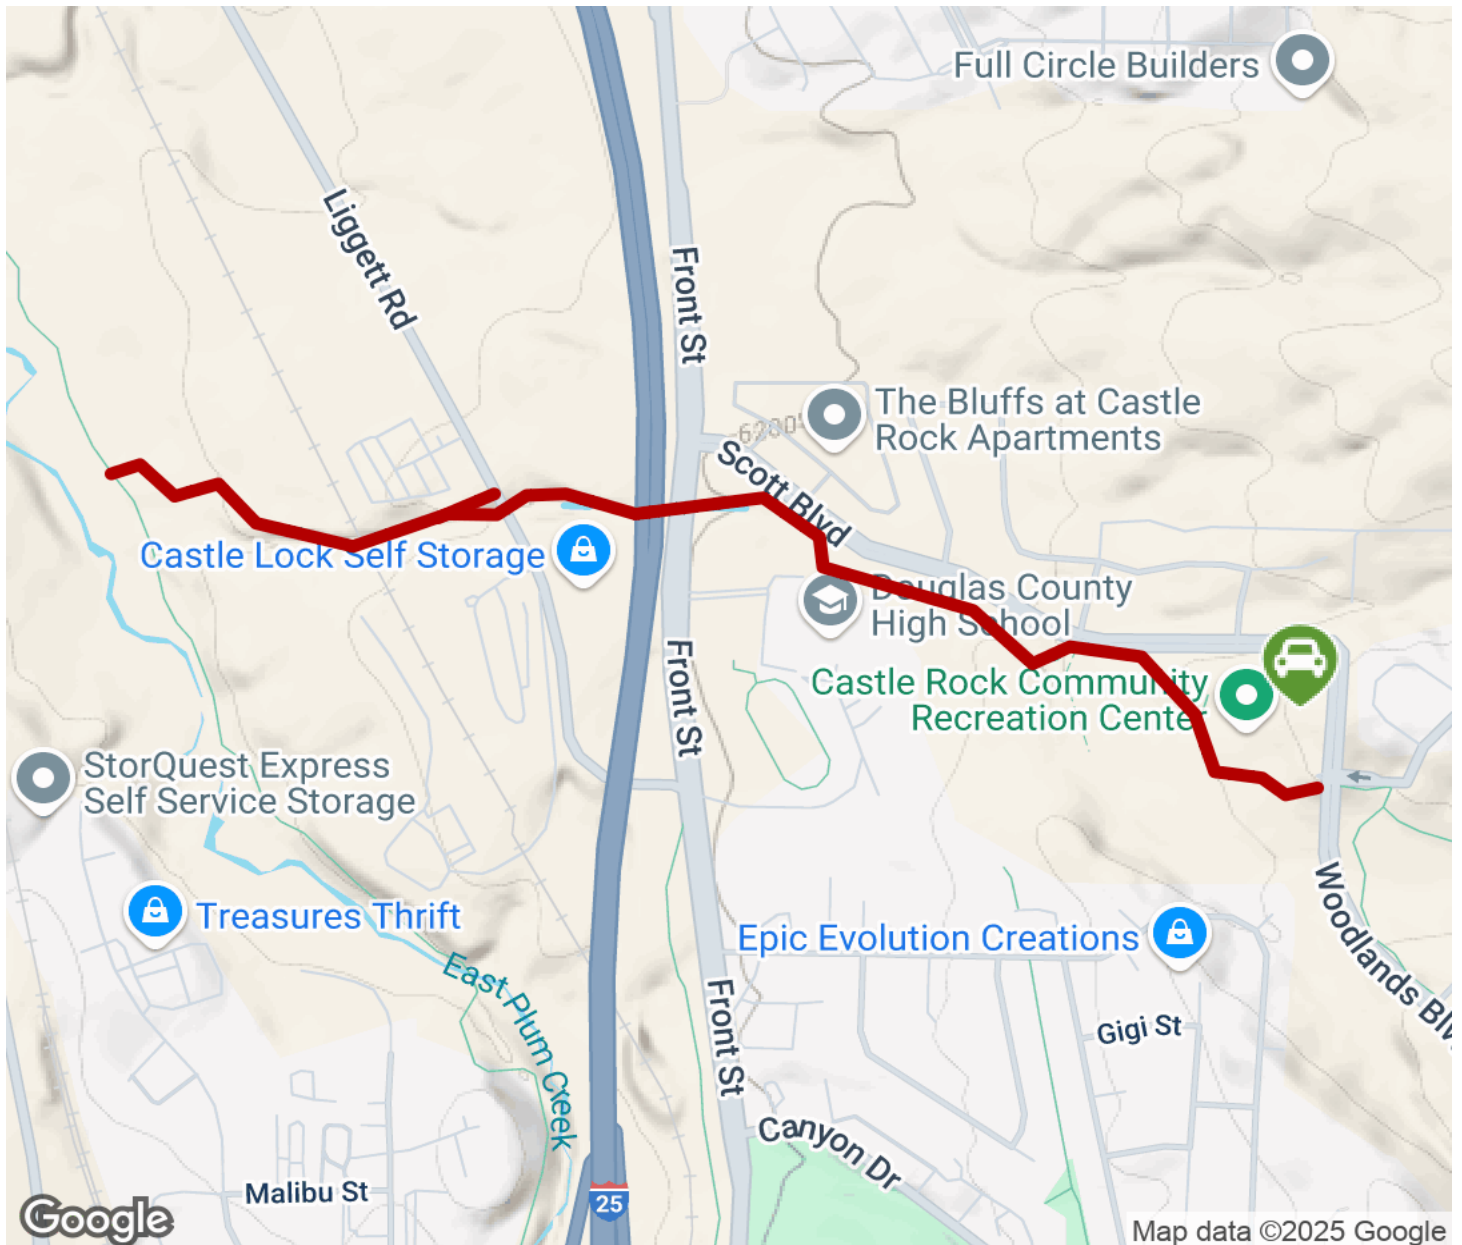 Full Circle Builders
Liggett Rd
Front St
The Bluffs at Castle
Rock Apartments
Scott Blvd
Castle Lock Self Storage
Douglas County
High School
Front St
Castle Rock Community
Recreation Center
StorQuest Express
Self Service Storage
Treasures Thrift
Epic Evolution Creations
Woodlands Blv
East Plum Creek
Front St
Gigi St
Canyon Dr
Malibu St
25
Google
Map data ©2025 Google